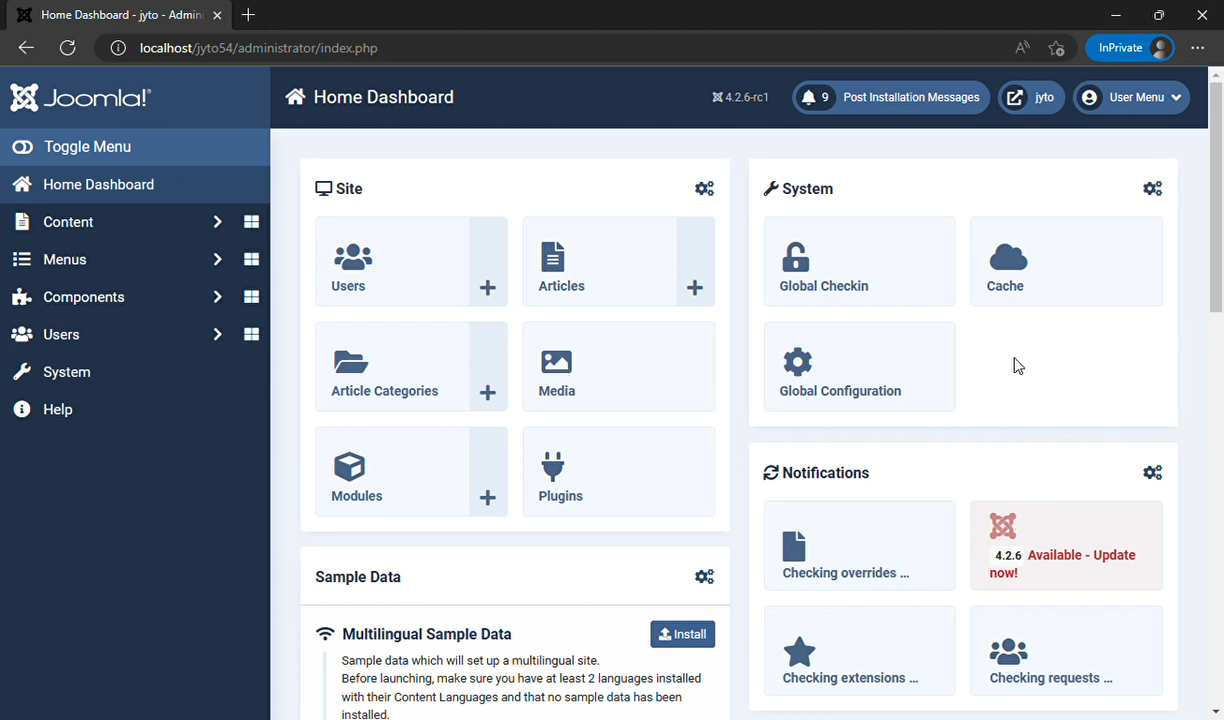 Home Dashboard - jyto - Admini
localhost/jyto54/administrator/index.php
InPrivate
Joomla!®
Home Dashboard
4.2.6-rc1
9 Post Installation Messages
jyto
User Menu
Toggle Menu
Home Dashboard
Content
Menus
Components
Users
System
Help
Site
Users
Articles
Article Categories
Media
Modules
Plugins
Sample Data
Multilingual Sample Data
Install
Sample data which will set up a multilingual site.
Before launching, make sure you have at least 2 languages installed
with their Content Languages and that no sample data has been
installed.
System
Global Checkin
Cache
Global Configuration
Notifications
Checking overrides ...
4.2.6 Available - Update
now!
Checking extensions ...
Checking requests ...